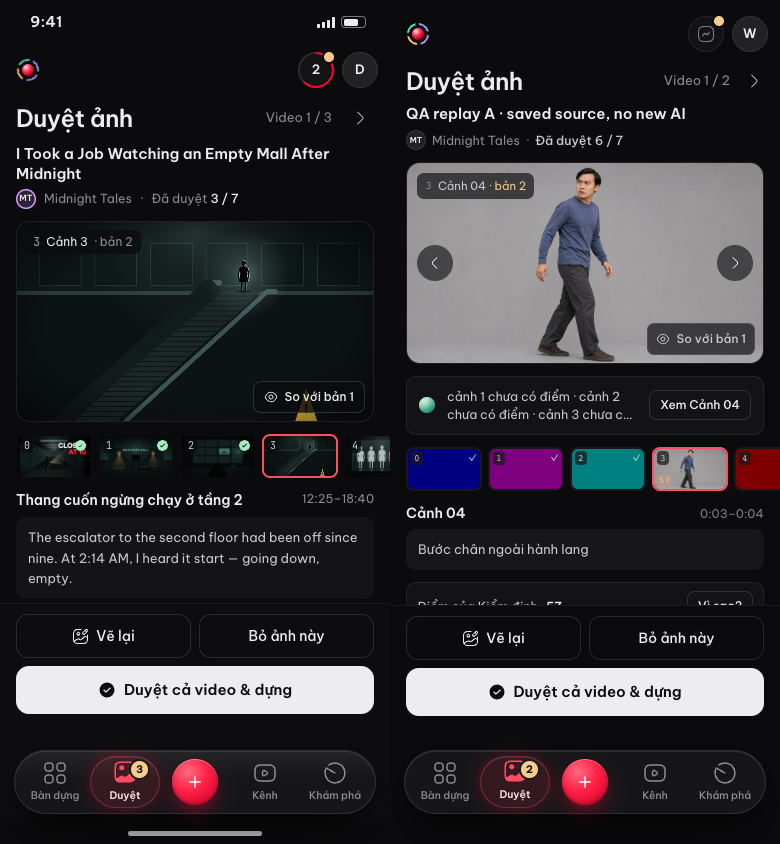 9:41
2
D
Duyệt ảnh
Video 1 / 3
I Took a Job Watching an Empty Mall After
Midnight
MT Midnight Tales · Đã duyệt 3 / 7
3 Cảnh 3 · bản 2
So với bản 1
0
1
2
3
4
Thang cuốn ngừng chạy ở tầng 2
12:25–18:40
The escalator to the second floor had been off since
nine. At 2:14 AM, I heard it start — going down,
empty.
Vẽ lại
Bỏ ảnh này
Duyệt cả video & dựng
3
Bàn dựng
Duyệt
Kênh
Khám phá
W
Duyệt ảnh
Video 1 / 2
QA replay A · saved source, no new AI
MT Midnight Tales · Đã duyệt 6 / 7
3 Cảnh 04 · bản 2
So với bản 1
cảnh 1 chưa có điểm · cảnh 2
chưa có điểm · cảnh 3 chưa c...
Xem Cảnh 04
0
1
2
3
57
4
Cảnh 04
0:03–0:04
Bước chân ngoài hành lang
Điểm của Kiểm định 57
Vì sao?
Vẽ lại
Bỏ ảnh này
Duyệt cả video & dựng
2
Bàn dựng
Duyệt
Kênh
Khám phá